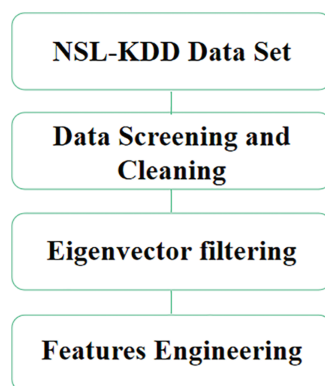 NSL-KDD Data Set
Data Screening and
Cleaning
Eigenvector filtering
Features Engineering